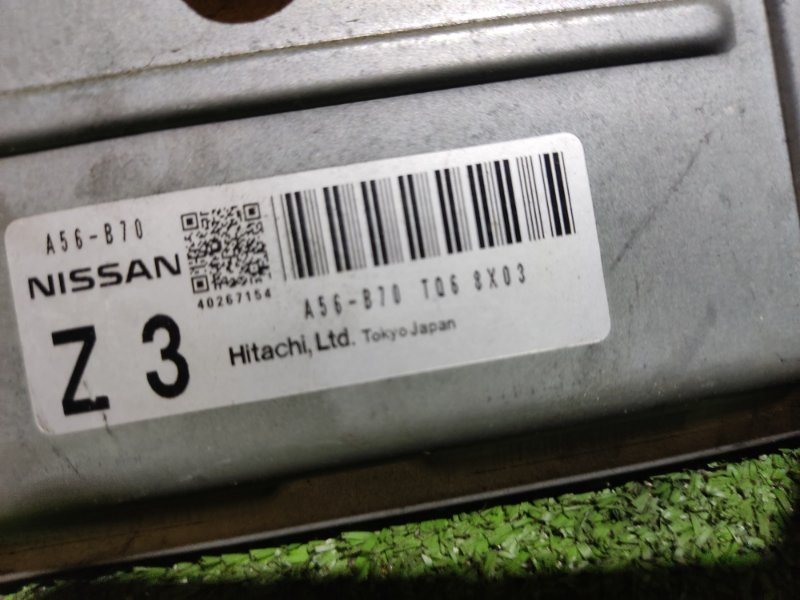 A56-B70
NISSAN
40267154
A56-B70 TQ6 8X03
Z 3
Hitachi, Ltd. Tokyo Japan